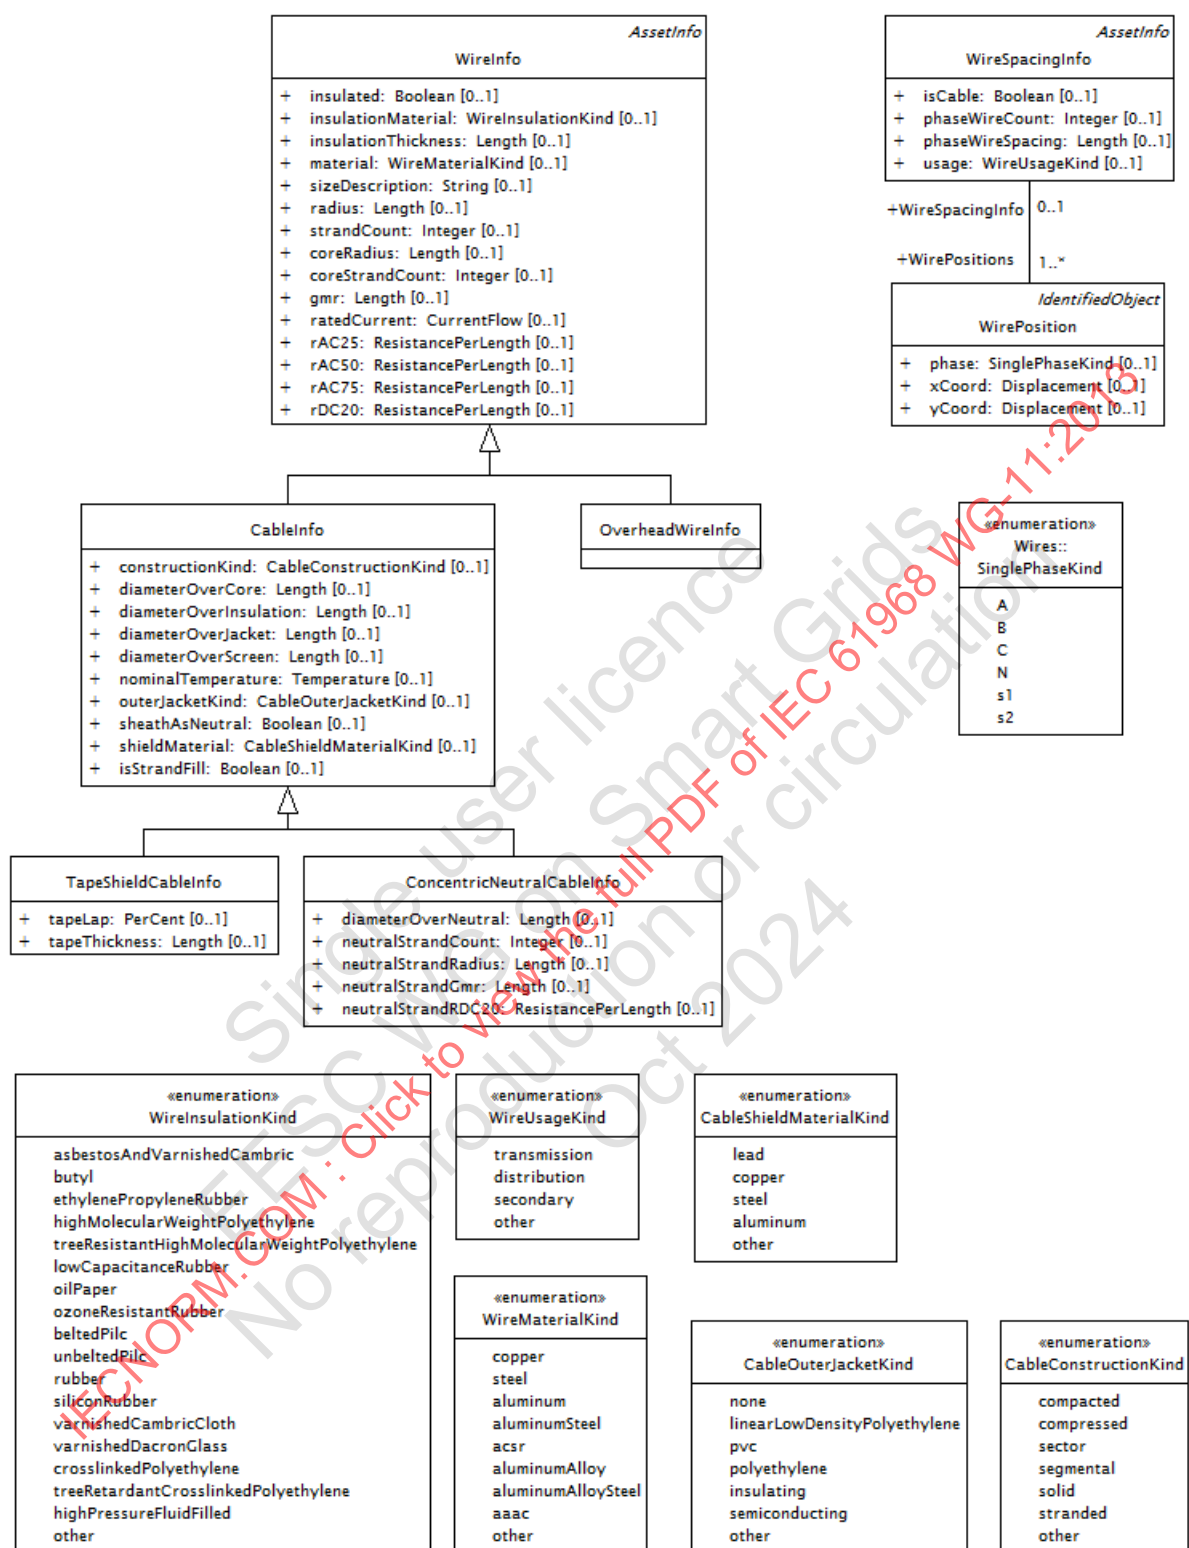 AssetInfo
WireInfo
+ insulated: Boolean [0..1]
+ insulationMaterial: WireInsulationKind [0..1]
+ insulationThickness: Length [0..1]
+ material: WireMaterialKind [0..1]
+ sizeDescription: String [0..1]
+ radius: Length [0..1]
+ strandCount: Integer [0..1]
+ coreRadius: Length [0..1]
+ coreStrandCount: Integer [0..1]
+ gmr: Length [0..1]
+ ratedCurrent: CurrentFlow [0..1]
+ rAC25: ResistancePerLength [0..1]
+ rAC50: ResistancePerLength [0..1]
+ rAC75: ResistancePerLength [0..1]
+ rDC20: ResistancePerLength [0..1]
AssetInfo
WireSpacingInfo
+ isCable: Boolean [0..1]
+ phaseWireCount: Integer [0..1]
+ phaseWireSpacing: Length [0..1]
+ usage: WireUsageKind [0..1]
+WireSpacingInfo 0..1
+WirePositions 1..*
IdentifiedObject
WirePosition
+ phase: SinglePhaseKind [0..1]
+ xCoord: Displacement [0..1]
+ yCoord: Displacement [0..1]
CableInfo
+ constructionKind: CableConstructionKind [0..1]
+ diameterOverCore: Length [0..1]
+ diameterOverInsulation: Length [0..1]
+ diameterOverJacket: Length [0..1]
+ diameterOverScreen: Length [0..1]
+ nominalTemperature: Temperature [0..1]
+ outerJacketKind: CableOuterJacketKind [0..1]
+ sheathAsNeutral: Boolean [0..1]
+ shieldMaterial: CableShieldMaterialKind [0..1]
+ isStrandFill: Boolean [0..1]
OverheadWireInfo
«enumeration»
Wires::
SinglePhaseKind
A
B
C
N
s1
s2
TapeShieldCableInfo
+ tapeLap: PerCent [0..1]
+ tapeThickness: Length [0..1]
ConcentricNeutralCableInfo
+ diameterOverNeutral: Length [0..1]
+ neutralStrandCount: Integer [0..1]
+ neutralStrandRadius: Length [0..1]
+ neutralStrandGmr: Length [0..1]
+ neutralStrandRDC20: ResistancePerLength [0..1]
«enumeration»
WireInsulationKind
asbestosAndVarnishedCambric
butyl
ethylenePropyleneRubber
highMolecularWeightPolyethylene
treeResistantHighMolecularWeightPolyethylene
lowCapacitanceRubber
oilPaper
ozoneResistantRubber
beltedPilc
unbeltedPilc
rubber
siliconRubber
varnishedCambricCloth
varnishedDacronGlass
crosslinkedPolyethylene
treeRetardantCrosslinkedPolyethylene
highPressureFluidFilled
other
«enumeration»
WireUsageKind
transmission
distribution
secondary
other
«enumeration»
CableShieldMaterialKind
lead
copper
steel
aluminum
other
«enumeration»
WireMaterialKind
copper
steel
aluminum
aluminumSteel
acsr
aluminumAlloy
aluminumAlloySteel
aaac
other
«enumeration»
CableOuterJacketKind
none
linearLowDensityPolyethylene
pvc
polyethylene
insulating
semiconducting
other
«enumeration»
CableConstructionKind
compacted
compressed
sector
segmental
solid
stranded
other
Single user licence
EESC WG on Smart Grids
No reproduction or circulation
Oct 2024
IECNORM.COM : Click to view the full PDF of IEC 61968 WG-11:2013